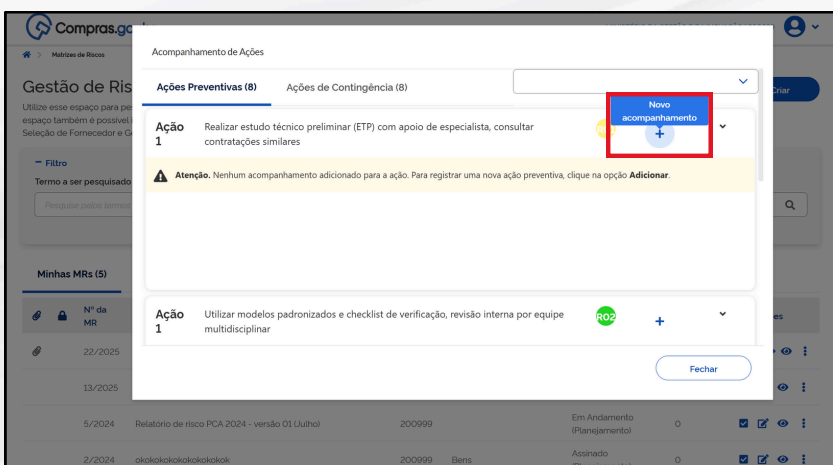 Compras.go
Matrizes de Riscos
Gestão de Ris
Criar
Utilize esse espaço para pe
espaço também é possível i
Seleção de Fornecedor e G
Filtro
Termo a ser pesquisado
Pesquise pelos termos
Minhas MRs (5)
Nº da
MR
es
22/2025
13/2025
5/2024 Relatório de risco PCA 2024 - versão 01 (Julho) 200999 Em Andamento
(Planejamento) 0
2/2024 okokokokokokokokok 200999 Bens Assinado
0
Acompanhamento de Ações
Ações Preventivas (8) Ações de Contingência (8)
Novo
acompanhamento
Ação
1
Realizar estudo técnico preliminar (ETP) com apoio de especialista, consultar
contratações similares
Atenção. Nenhum acompanhamento adicionado para a ação. Para registrar uma nova ação preventiva, clique na opção Adicionar.
Ação
1
Utilizar modelos padronizados e checklist de verificação, revisão interna por equipe
multidisciplinar
R02
Fechar